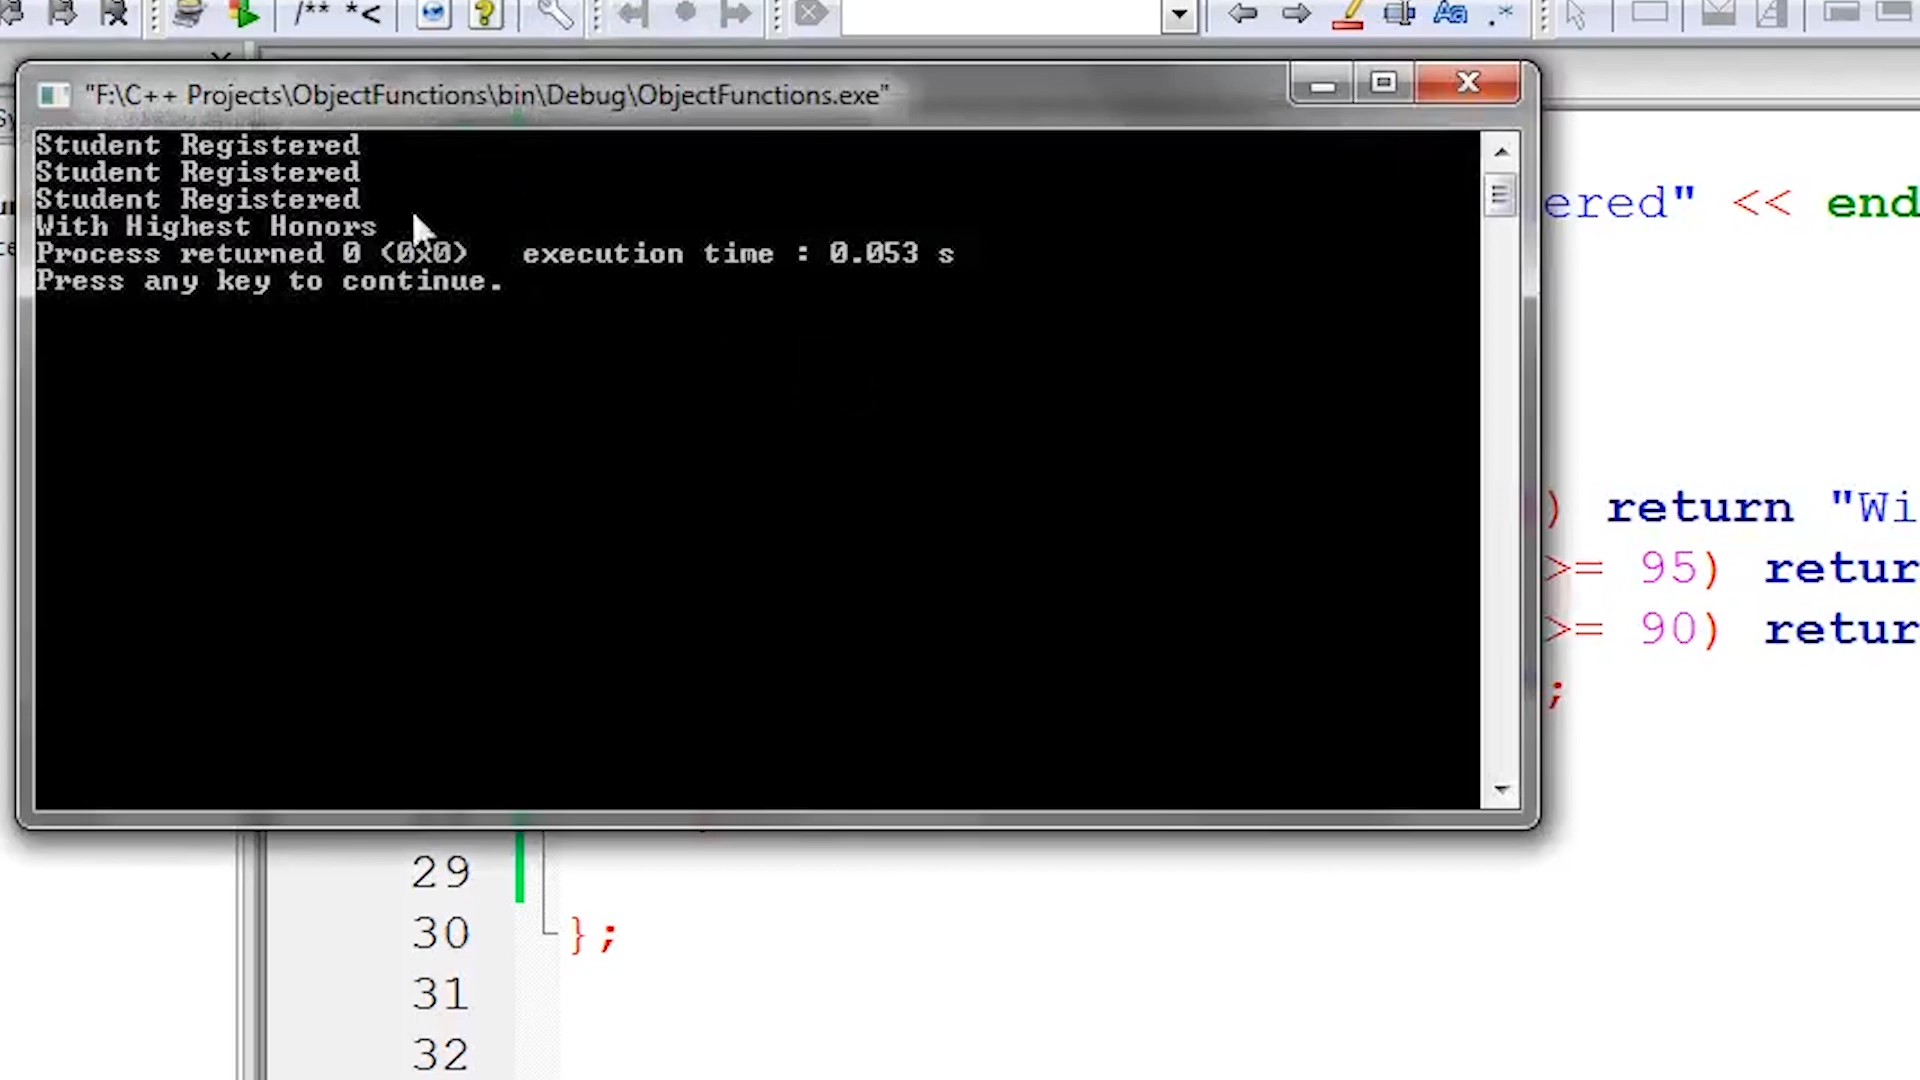 /** *<
"F:\C++ Projects\ObjectFunctions\bin\Debug\ObjectFunctions.exe"
Student Registered
Student Registered
Student Registered
With Highest Honors
Process returned 0 (0x0)   execution time : 0.053 s
Press any key to continue.
ered" << end
) return "Wi
>= 95) retur
>= 90) retur
;
29
30 };
31
32